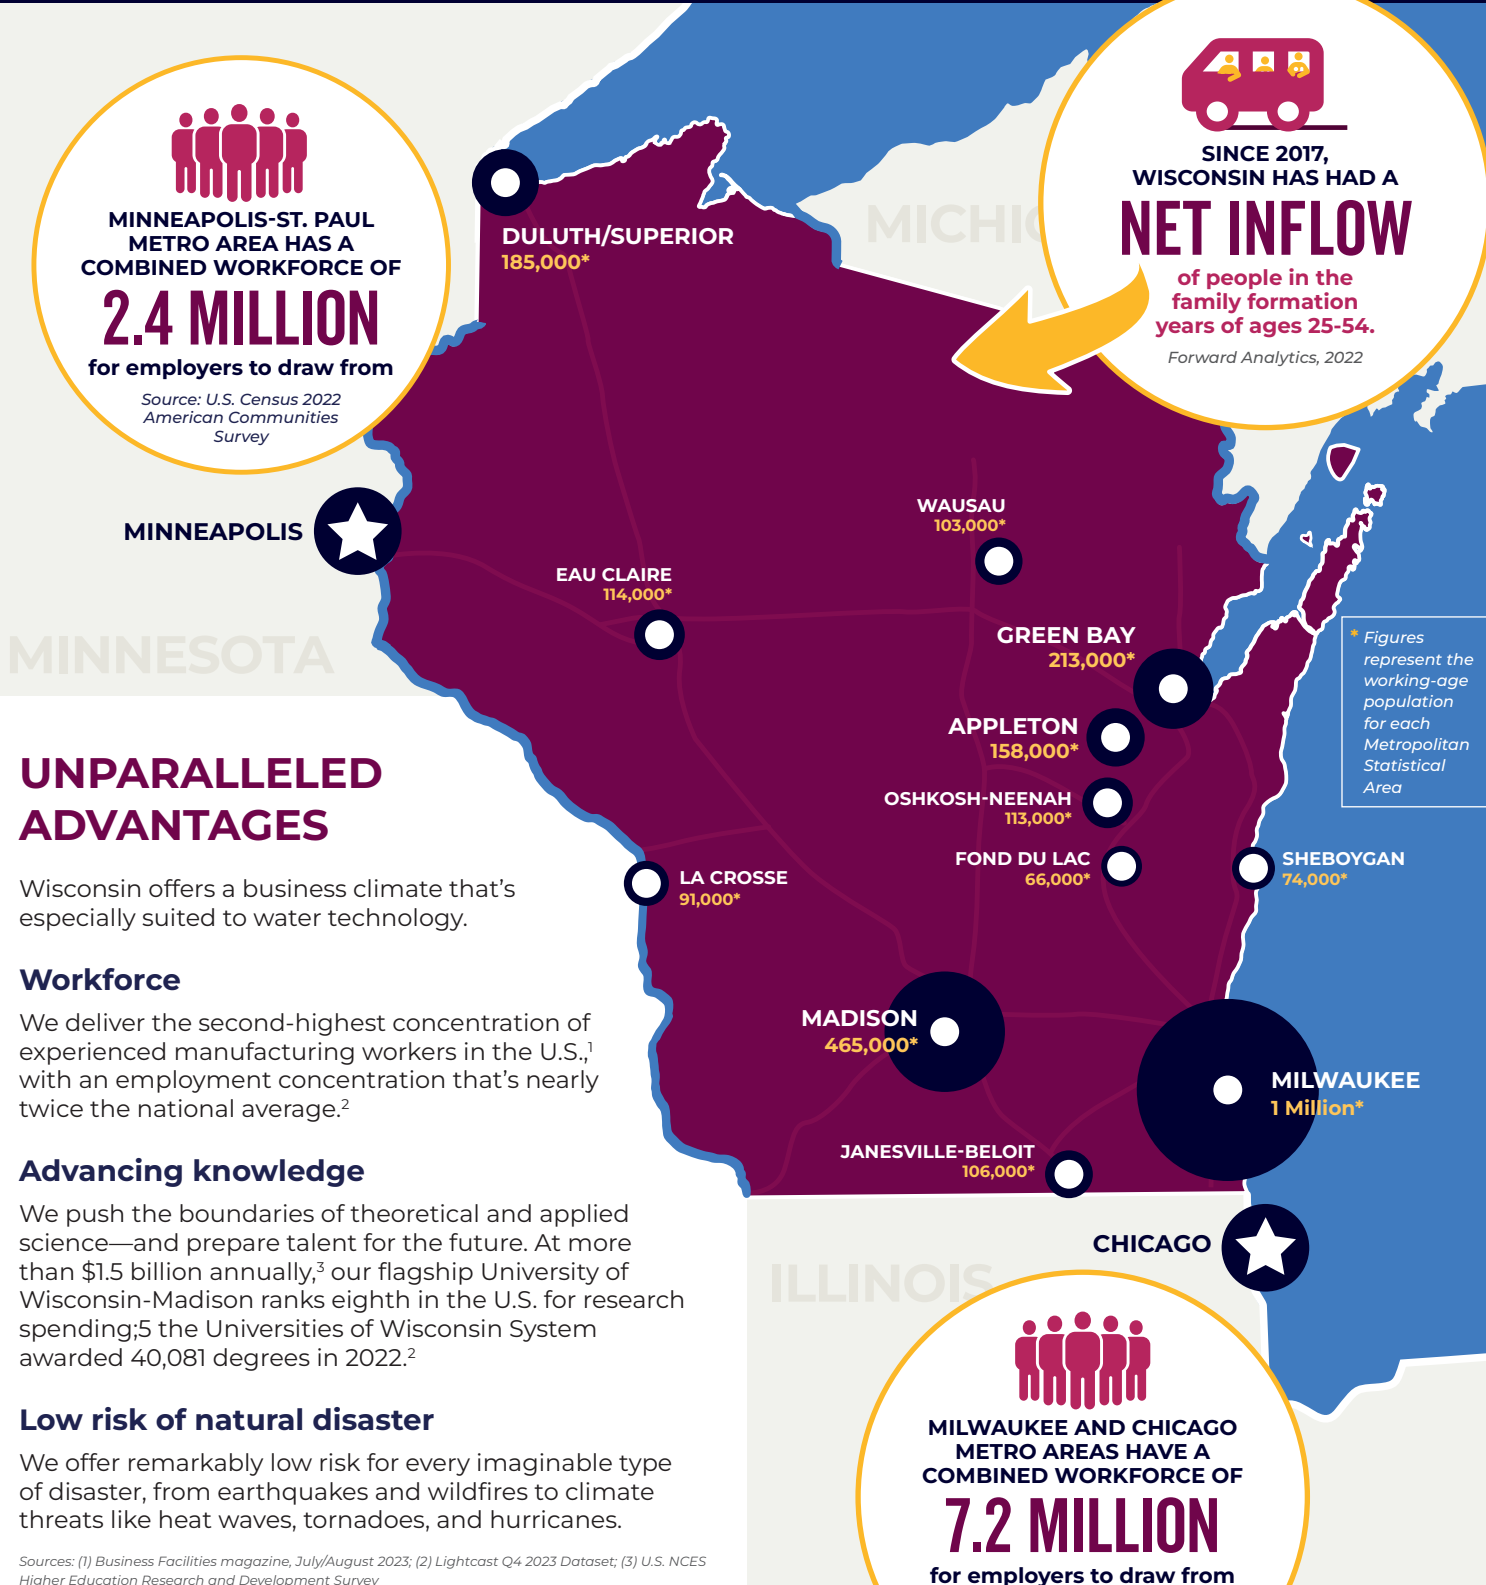 MINNEAPOLIS-ST. PAUL
METRO AREA HAS A
COMBINED WORKFORCE OF
2.4 MILLION
for employers to draw from
Source: U.S. Census 2022
American Communities
Survey
SINCE 2017,
WISCONSIN HAS HAD A
NET INFLOW
of people in the
family formation
years of ages 25-54.
Forward Analytics, 2022
MICHIG
DULUTH/SUPERIOR
185,000*
MINNEAPOLIS
MINNESOTA
WAUSAU
103,000*
EAU CLAIRE
114,000*
GREEN BAY
213,000*
APPLETON
158,000*
OSHKOSH-NEENAH
113,000*
FOND DU LAC
66,000*
SHEBOYGAN
74,000*
LA CROSSE
91,000*
MADISON
465,000*
MILWAUKEE
1 Million*
JANESVILLE-BELOIT
106,000*
CHICAGO
ILLINOIS
* Figures
represent the
working-age
population
for each
Metropolitan
Statistical
Area
UNPARALLELED
ADVANTAGES
Wisconsin offers a business climate that's
especially suited to water technology.
Workforce
We deliver the second-highest concentration of
experienced manufacturing workers in the U.S.,1
with an employment concentration that's nearly
twice the national average.2
Advancing knowledge
We push the boundaries of theoretical and applied
science—and prepare talent for the future. At more
than $1.5 billion annually,3 our flagship University of
Wisconsin-Madison ranks eighth in the U.S. for research
spending;5 the Universities of Wisconsin System
awarded 40,081 degrees in 2022.2
Low risk of natural disaster
We offer remarkably low risk for every imaginable type
of disaster, from earthquakes and wildfires to climate
threats like heat waves, tornadoes, and hurricanes.
Sources: (1) Business Facilities magazine, July/August 2023; (2) Lightcast Q4 2023 Dataset; (3) U.S. NCES
Higher Education Research and Development Survey
MILWAUKEE AND CHICAGO
METRO AREAS HAVE A
COMBINED WORKFORCE OF
7.2 MILLION
for employers to draw from